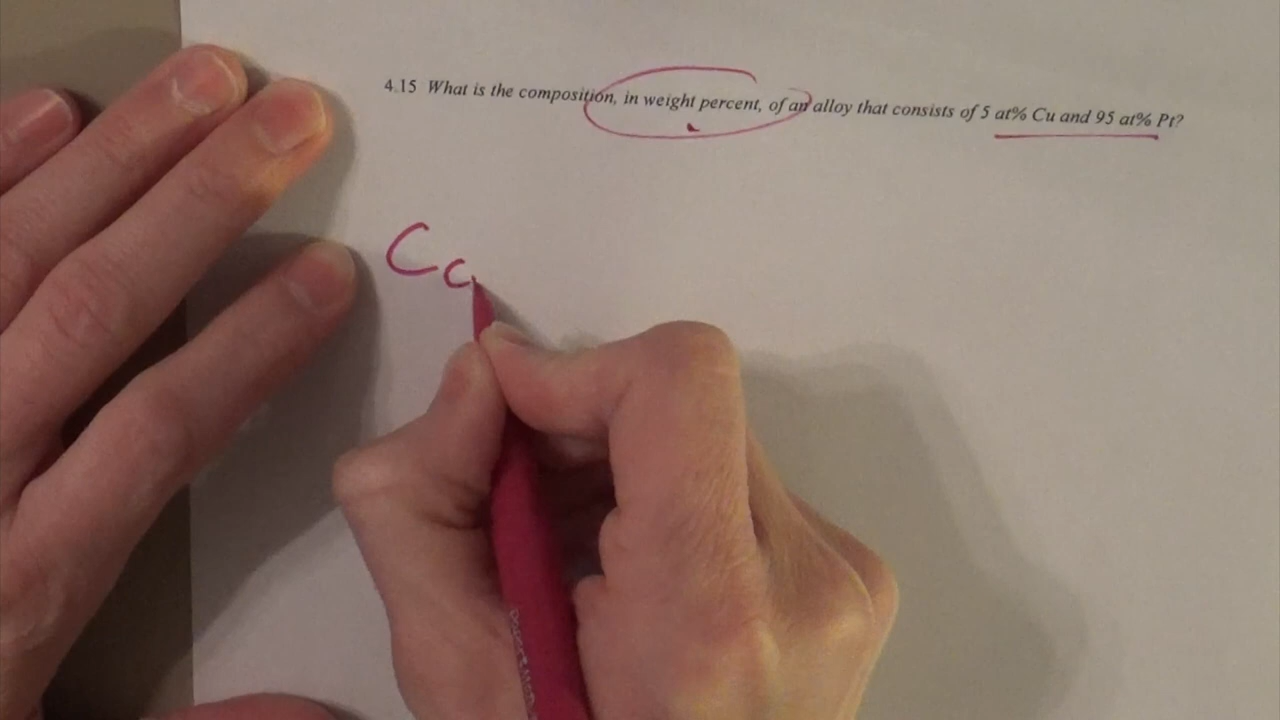 4.15 What is the composition, in weight percent, of an alloy that consists of 5 at% Cu and 95 at% Pt?
Cc